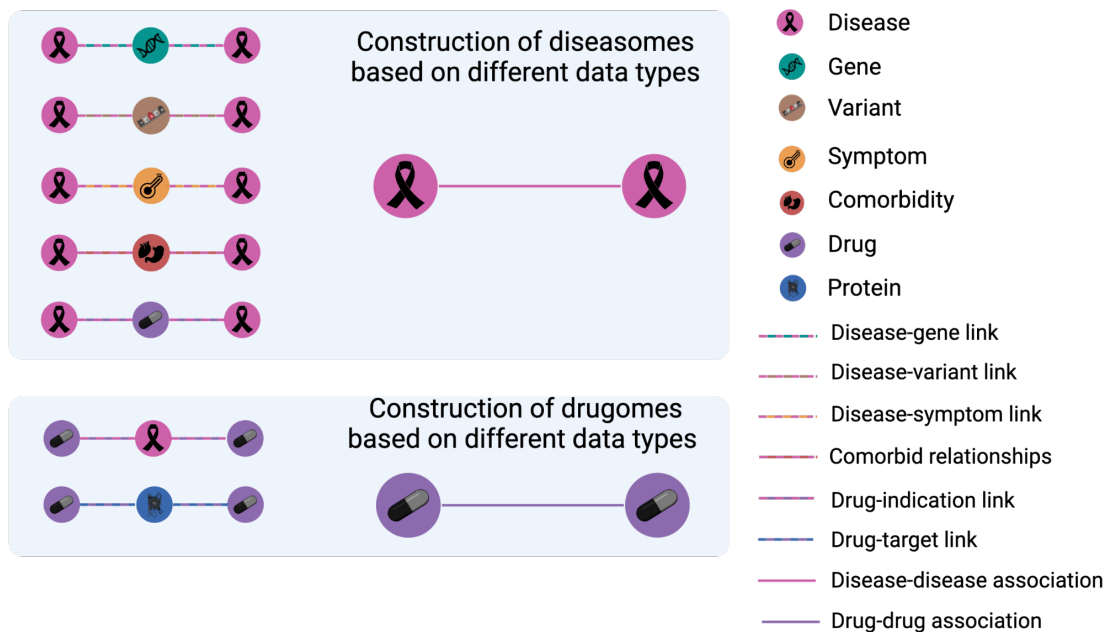 Construction of diseasomes
based on different data types
Construction of drugomes
based on different data types
Disease
Gene
Variant
Symptom
Comorbidity
Drug
Protein
Disease-gene link
Disease-variant link
Disease-symptom link
Comorbid relationships
Drug-indication link
Drug-target link
Disease-disease association
Drug-drug association